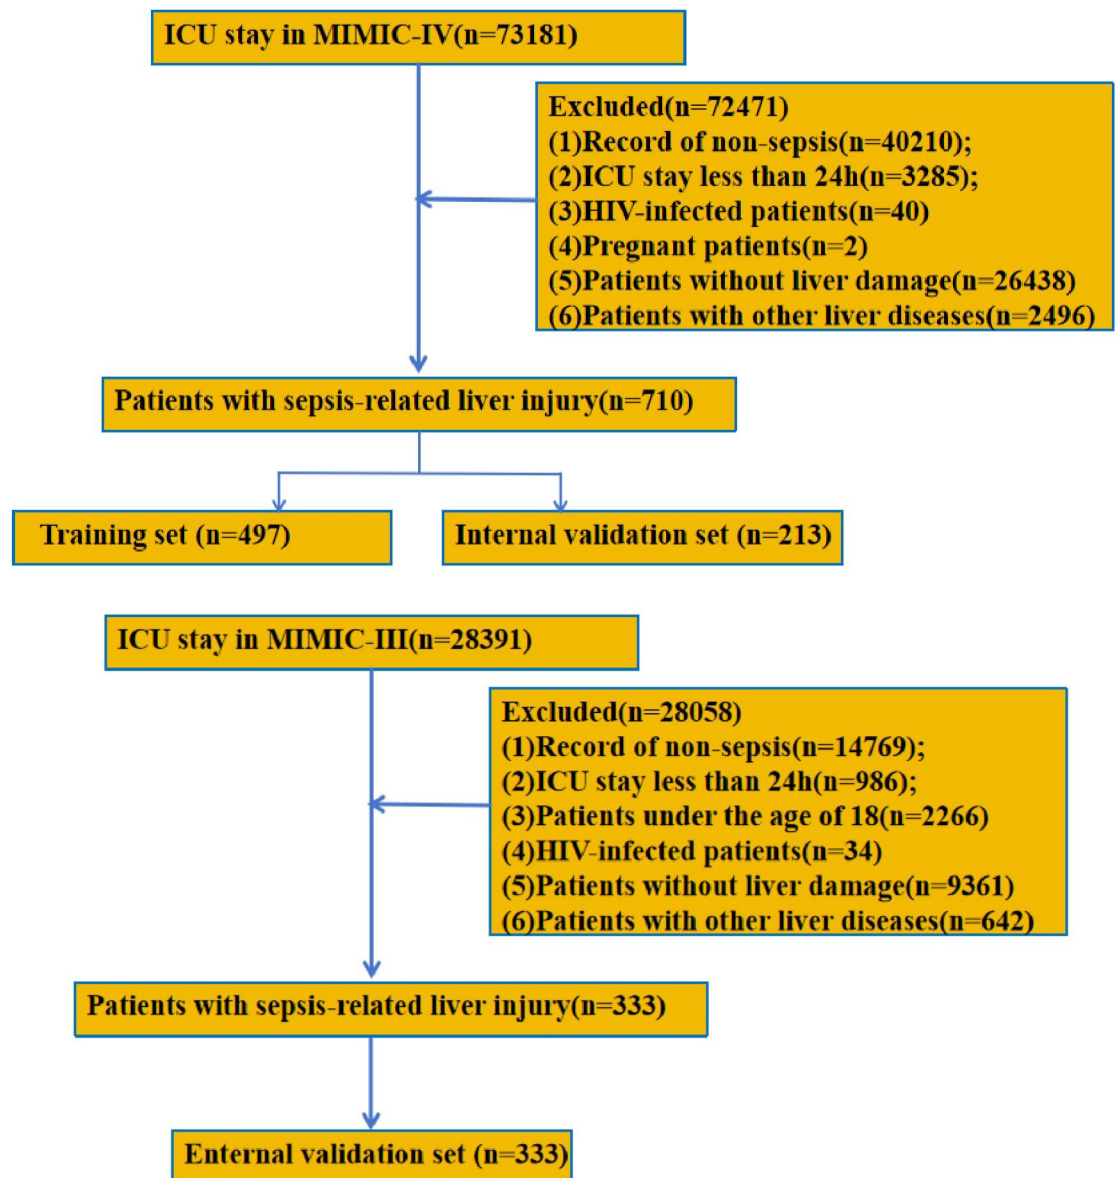 ICU stay in MIMIC-IV(n=73181)
Excluded(n=72471)
(1)Record of non-sepsis(n=40210);
(2)ICU stay less than 24h(n=3285);
(3)HIV-infected patients(n=40)
(4)Pregnant patients(n=2)
(5)Patients without liver damage(n=26438)
(6)Patients with other liver diseases(n=2496)
Patients with sepsis-related liver injury(n=710)
Training set (n=497)
Internal validation set (n=213)
ICU stay in MIMIC-III(n=28391)
Excluded(n=28058)
(1)Record of non-sepsis(n=14769);
(2)ICU stay less than 24h(n=986);
(3)Patients under the age of 18(n=2266)
(4)HIV-infected patients(n=34)
(5)Patients without liver damage(n=9361)
(6)Patients with other liver diseases(n=642)
Patients with sepsis-related liver injury(n=333)
Enternal validation set (n=333)